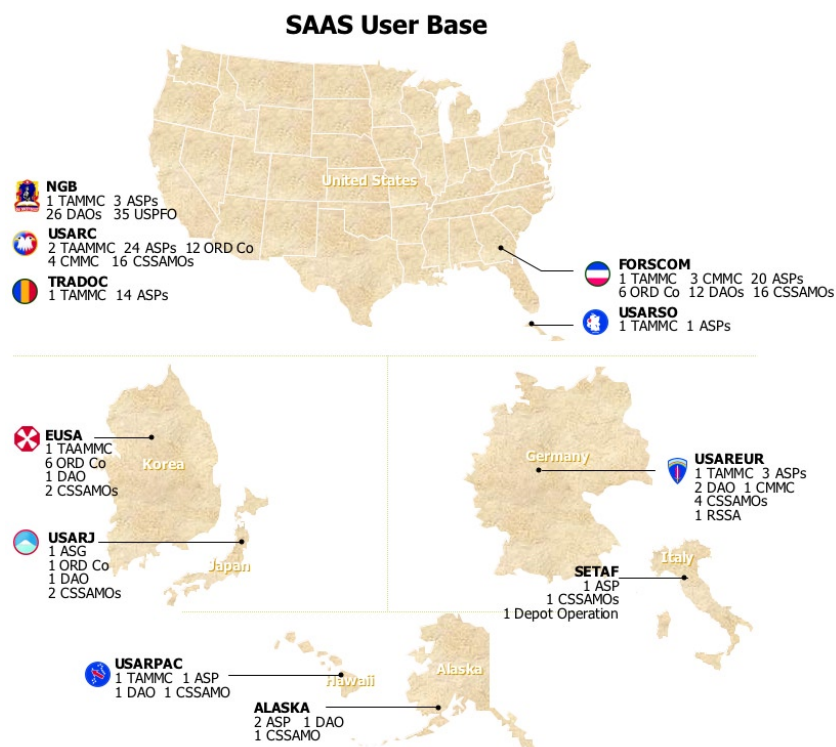 SAAS User Base
United States
NGB
1 TAMMC 3 ASPs
26 DAOs 35 USPFO
USARC
2 TAAMMC 24 ASPs 12 ORD Co
4 CMMC 16 CSSAMOs
TRADOC
1 TAMMC 14 ASPs
FORSCOM
1 TAMMC 3 CMMC 20 ASPs
6 ORD Co 12 DAOs 16 CSSAMOs
USARSO
1 TAMMC 1 ASPs
EUSA
1 TAAMMC
6 ORD Co
1 DAO
2 CSSAMOs
Korea
USARJ
1 ASG
1 ORD Co
1 DAO
2 CSSAMOs
Japan
Germany
USAREUR
1 TAMMC 3 ASPs
2 DAO 1 CMMC
4 CSSAMOs
1 RSSA
Italy
SETAF
1 ASP
1 CSSAMOs
1 Depot Operation
USARPAC
1 TAMMC 1 ASP
1 DAO 1 CSSAMO
Hawaii
Alaska
ALASKA
2 ASP 1 DAO
1 CSSAMO